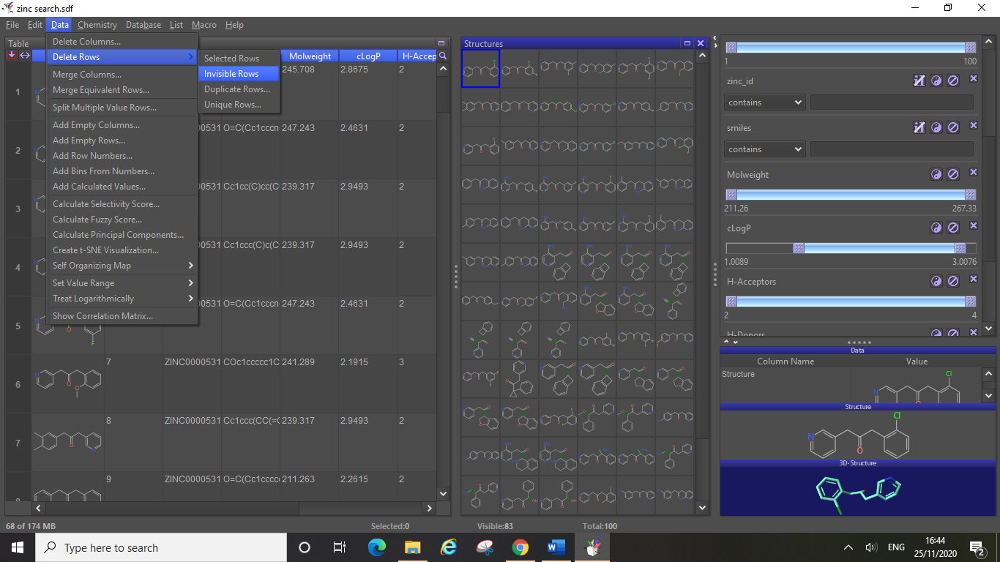 zinc search.sdf
File Edit Data Chemistry Database List Macro Help
Table
Molweight cLogP H-Accep
Delete Columns...
Delete Rows
Merge Columns...
Merge Equivalent Rows...
Split Multiple Value Rows...
Add Empty Columns...
Add Empty Rows...
Add Row Numbers...
Add Bins From Numbers...
Add Calculated Values...
Calculate Selectivity Score...
Calculate Fuzzy Score...
Calculate Principal Components...
Create t-SNE Visualization...
Self Organizing Map
Set Value Range
Treat Logarithmically
Show Correlation Matrix...
Selected Rows
Invisible Rows
Duplicate Rows...
Unique Rows...
1 245.708 2.8675 2
2 0000531 O=C(Cc1cccn 247.243 2.4631 2
3 0000531 Cc1cc(C)cc(C 239.317 2.9493 2
4 0000531 Cc1ccc(C)c(C 239.317 2.9493 2
5 0000531 O=C(Cc1cccn 247.243 2.4631 2
6 7 ZINC0000531 COc1ccccc1C 241.289 2.1915 3
7 8 ZINC0000531 Cc1ccc(CC(=O 239.317 2.9493 2
9 ZINC0000531 O=C(Cc1cccc 211.263 2.2615 2
Structures
1 100
zinc_id
contains
smiles
contains
Molweight
211.26 267.33
cLogP
1.0089 3.0076
H-Acceptors
2 4
H-Donors
Data
Column Name Value
Structure
Cl
N
O
Structure
Cl
N
O
3D-Structure
68 of 174 MB Selected:0 Visible:83 Total:100
Type here to search
ENG
16:44
25/11/2020
2